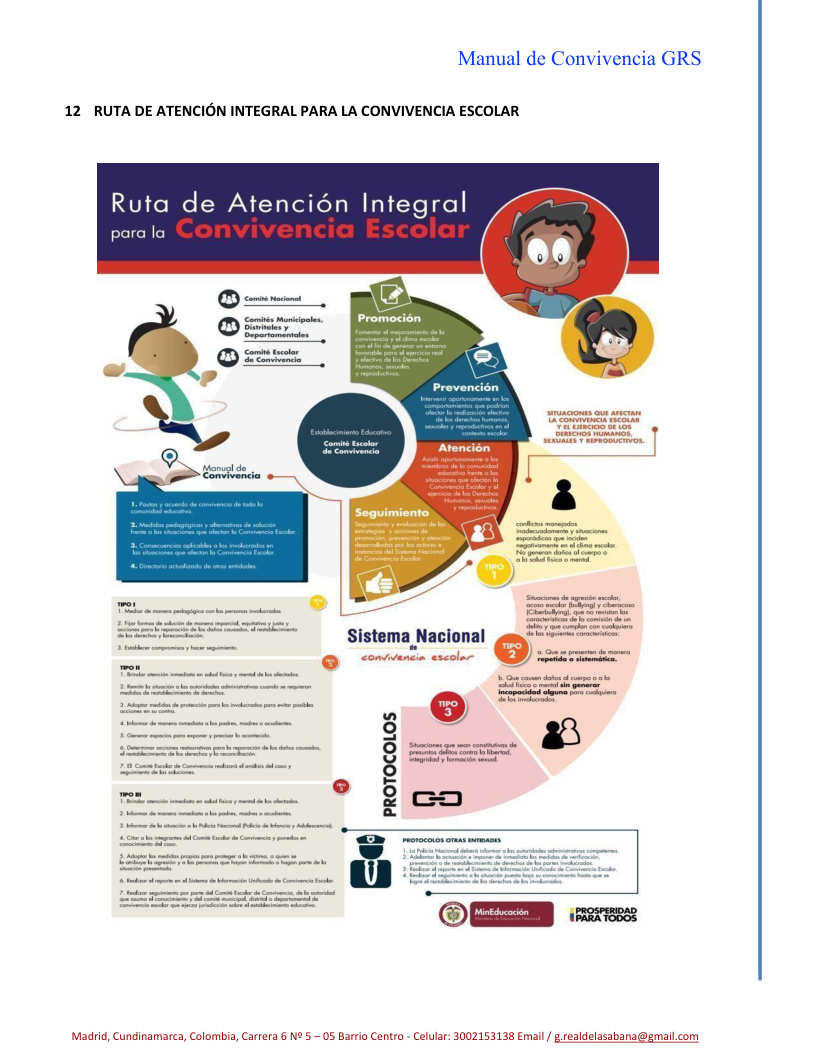 Manual de Convivencia GRS
12 RUTA DE ATENCIÓN INTEGRAL PARA LA CONVIVENCIA ESCOLAR
Ruta de Atención Integral
para la Convivencia Escolar
Comité Nacional
Comités Municipales,
Distritales y
Departamentales
Comité Escolar
de Convivencia
Promoción
Fomentar el mejoramiento de la
convivencia y el clima escolar
con el fin de generar un entorno
favorable para el ejercicio real
y efectivo de los Derechos
Humanos, sexuales
y reproductivos.
Prevención
Intervenir oportunamente en los
comportamientos que podrían
afectar la realización efectiva
de los derechos humanos,
sexuales y reproductivos en el
contexto escolar.
Establecimiento Educativo
Comité Escolar
de Convivencia
Atención
Asistir oportunamente a los
miembros de la comunidad
educativa frente a las
situaciones que afectan la
Convivencia Escolar y el
ejercicio de los Derechos
Humanos, sexuales
y reproductivos.
Seguimiento
Seguimiento y evaluación de las
estrategias y acciones de
promoción, prevención y atención
desarrolladas por los actores e
instancias del Sistema Nacional
de Convivencia Escolar.
SITUACIONES QUE AFECTAN
LA CONVIVENCIA ESCOLAR
Y EL EJERCICIO DE LOS
DERECHOS HUMANOS,
SEXUALES Y REPRODUCTIVOS.
Manual de
Convivencia
1. Pautas y acuerdo de convivencia de toda la
comunidad educativa.
2. Medidas pedagógicas y alternativas de solución
frente a las situaciones que afectan la Convivencia Escolar.
3. Consecuencias aplicables a los involucrados en
las situaciones que afectan la Convivencia Escolar.
4. Directorio actualizado de otras entidades.
TIPO
1
conflictos manejados
inadecuadamente y situaciones
esporádicas que inciden
negativamente en el clima escolar.
No generan daños al cuerpo o
a la salud física o mental.
TIPO
2
Situaciones de agresión escolar,
acoso escolar (bullying) y ciberacoso
(Ciberbullying), que no revistan las
características de la comisión de un
delito y que cumplan con cualquiera
de las siguientes características:
a. Que se presenten de manera
repetida o sistemática.
b. Que causen daños al cuerpo o a la
salud física o mental sin generar
incapacidad alguna para cualquiera
de los involucrados.
TIPO
3
Situaciones que sean constitutivas de
presuntos delitos contra la libertad,
integridad y formación sexual.
Sistema Nacional
de
convivencia escolar
PROTOCOLOS
TIPO I
1. Mediar de manera pedagógica con las personas involucradas
2. Fijar formas de solución de manera imparcial, equitativa y justa y
acciones para la reparación de los daños causados, el restablecimiento
de los derechos y la reconciliación.
3. Establecer compromisos y hacer seguimiento.
TIPO II
1. Brindar atención inmediata en salud física y mental de los afectados.
2. Remitir la situación a las autoridades administrativas cuando se requieran
medidas de restablecimiento de derechos.
3. Adoptar medidas de protección para los involucrados para evitar posibles
acciones en su contra.
4. Informar de manera inmediata a los padres, madres o acudientes.
5. Generar espacios para exponer y precisar lo acontecido.
6. Determinar acciones restaurativas para la reparación de los daños causados,
el restablecimiento de los derechos y la reconciliación.
7. El Comité Escolar de Convivencia realizará el análisis del caso y
seguimiento de las soluciones.
TIPO III
1. Brindar atención inmediata en salud física y mental de los afectados.
2. Informar de manera inmediata a los padres, madres o acudientes.
3. Informar de la situación a la Policía Nacional (Policía de Infancia y Adolescencia).
4. Citar a los integrantes del Comité Escolar de Convivencia y ponerlos en
conocimiento del caso.
5. Adoptar las medidas propias para proteger a la víctima, a quien se
le atribuye la agresión y a las personas que hayan informado o hagan parte de la
situación presentada.
6. Realizar el reporte en el Sistema de Información Unificado de Convivencia Escolar.
7. Realizar seguimiento por parte del Comité Escolar de Convivencia, de la autoridad
que asuma el conocimiento y del comité municipal, distrital o departamental de
convivencia escolar que ejerza jurisdicción sobre el establecimiento educativo.
PROTOCOLOS OTRAS ENTIDADES
1. La Policía Nacional deberá informar a las autoridades administrativas competentes.
2. Adelantar la actuación e imponer de inmediato las medidas de verificación,
prevención o de restablecimiento de derechos de las partes involucradas.
3. Realizar el reporte en el Sistema de Información Unificado de Convivencia Escolar.
4. Realizar el seguimiento a la situación puesta bajo su conocimiento hasta que se
logre el restablecimiento de los derechos de los involucrados.
MinEducación
Ministerio de Educación Nacional
PROSPERIDAD
PARA TODOS
Madrid, Cundinamarca, Colombia, Carrera 6 Nº 5 – 05 Barrio Centro - Celular: 3002153138 Email / g.realdelasabana@gmail.com